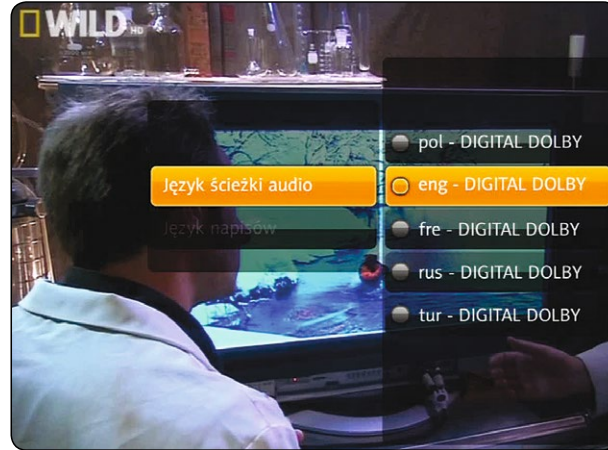 WILD HD
Język ścieżki audio
Język napisów
pol - DIGITAL DOLBY
eng - DIGITAL DOLBY
fre - DIGITAL DOLBY
rus - DIGITAL DOLBY
tur - DIGITAL DOLBY